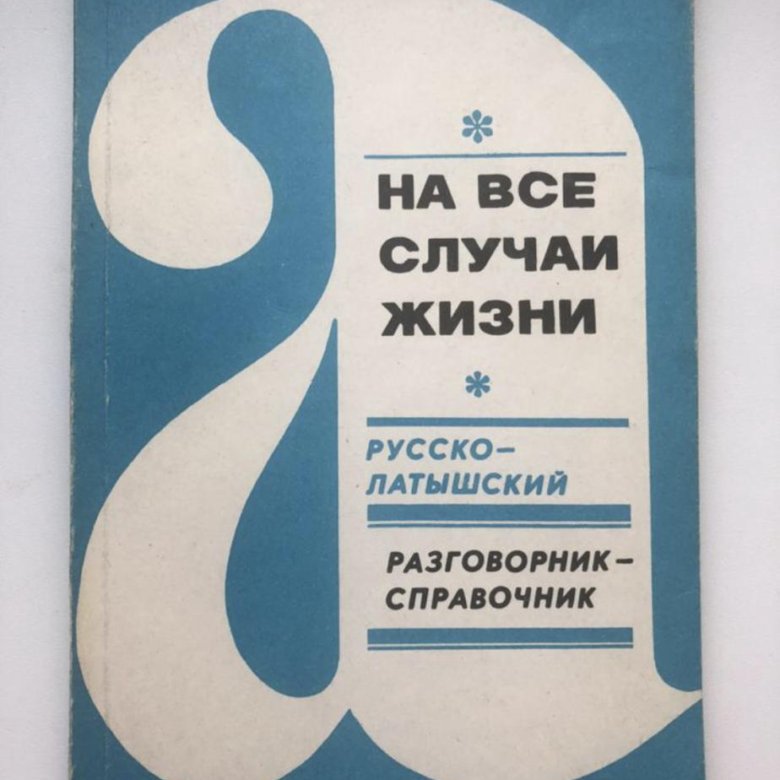 НА ВСЕ
СЛУЧАИ
ЖИЗНИ
РУССКО–
ЛАТЫШСКИЙ
РАЗГОВОРНИК–
СПРАВОЧНИК